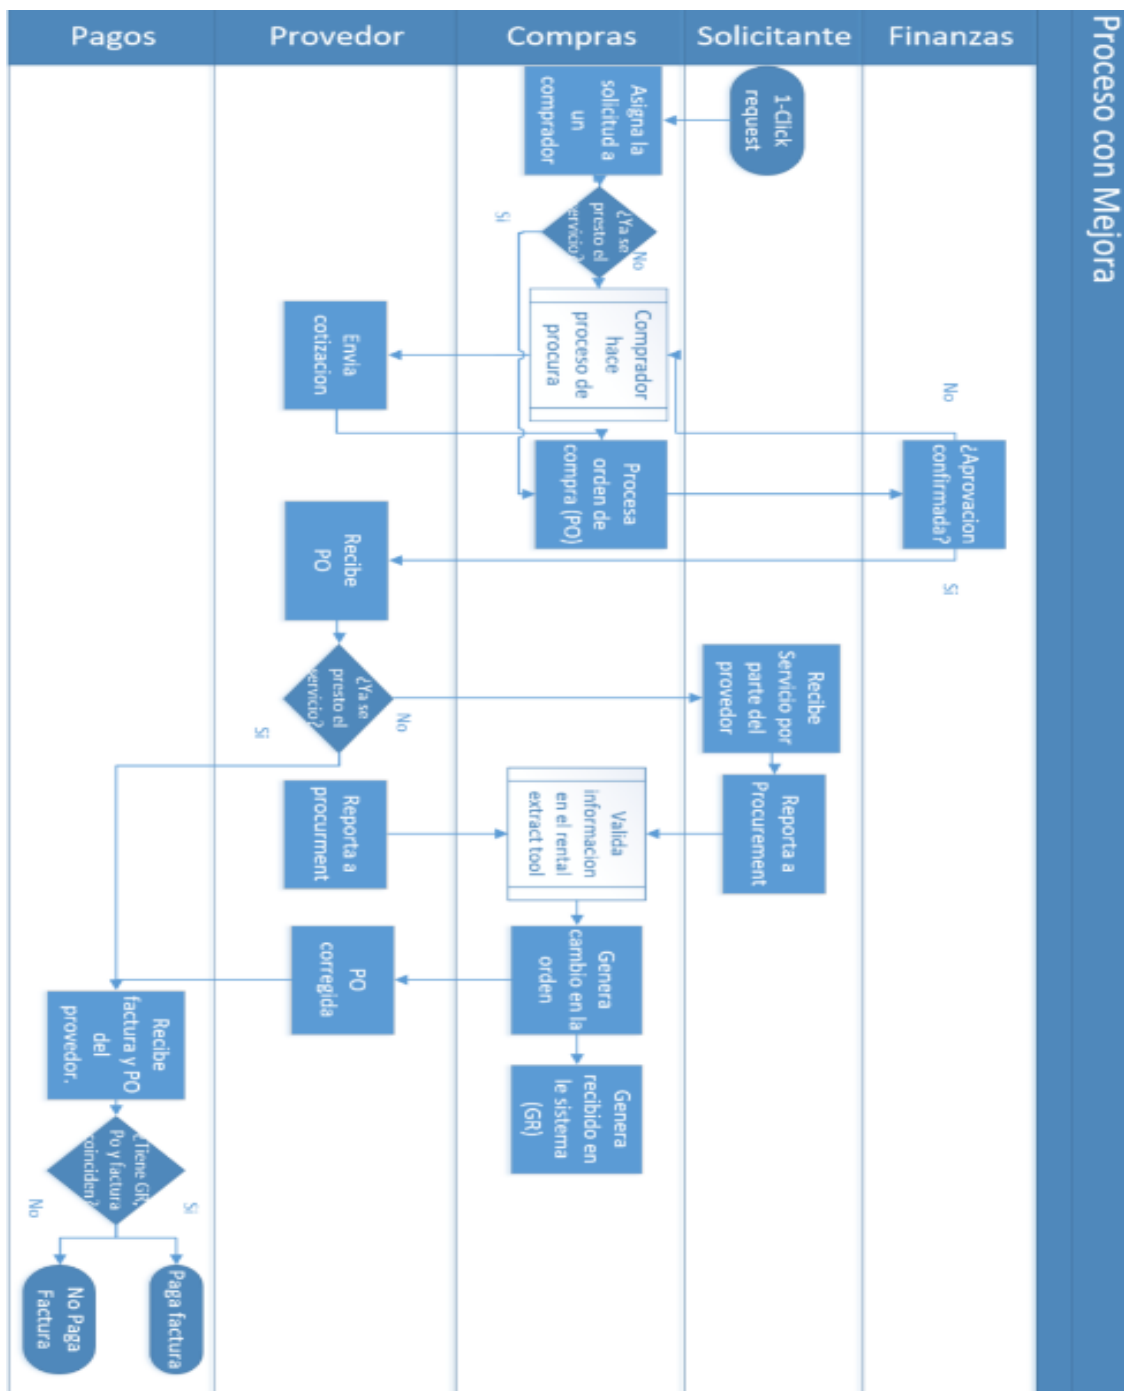 Proceso con Mejora
Pagos
Provedor
Compras
Solicitante
Finanzas
1-Click
request
Asigna la
solicitud a
un
comprador
¿Ya se
presto el
servicio?
Si
No
Comprador
hace
proceso de
procura
Envia
cotizacion
Procesa
orden de
compra (PO)
¿Aprovacion
confirmada?
No
Si
Recibe
PO
¿Ya se
presto el
servicio?
No
Si
Recibe
Servicio por
parte del
provedor
Reporta a
Procurement
Reporta a
procurment
Valida
informacion
en el rental
extract tool
Genera
cambio en la
orden
PO
corregida
Genera
recibido en
le sistema
(GR)
Recibe
factura y PO
del
provedor.
¿Tiene GR,
Po y factura
coinciden?
Si
No
Paga factura
No Paga
Factura